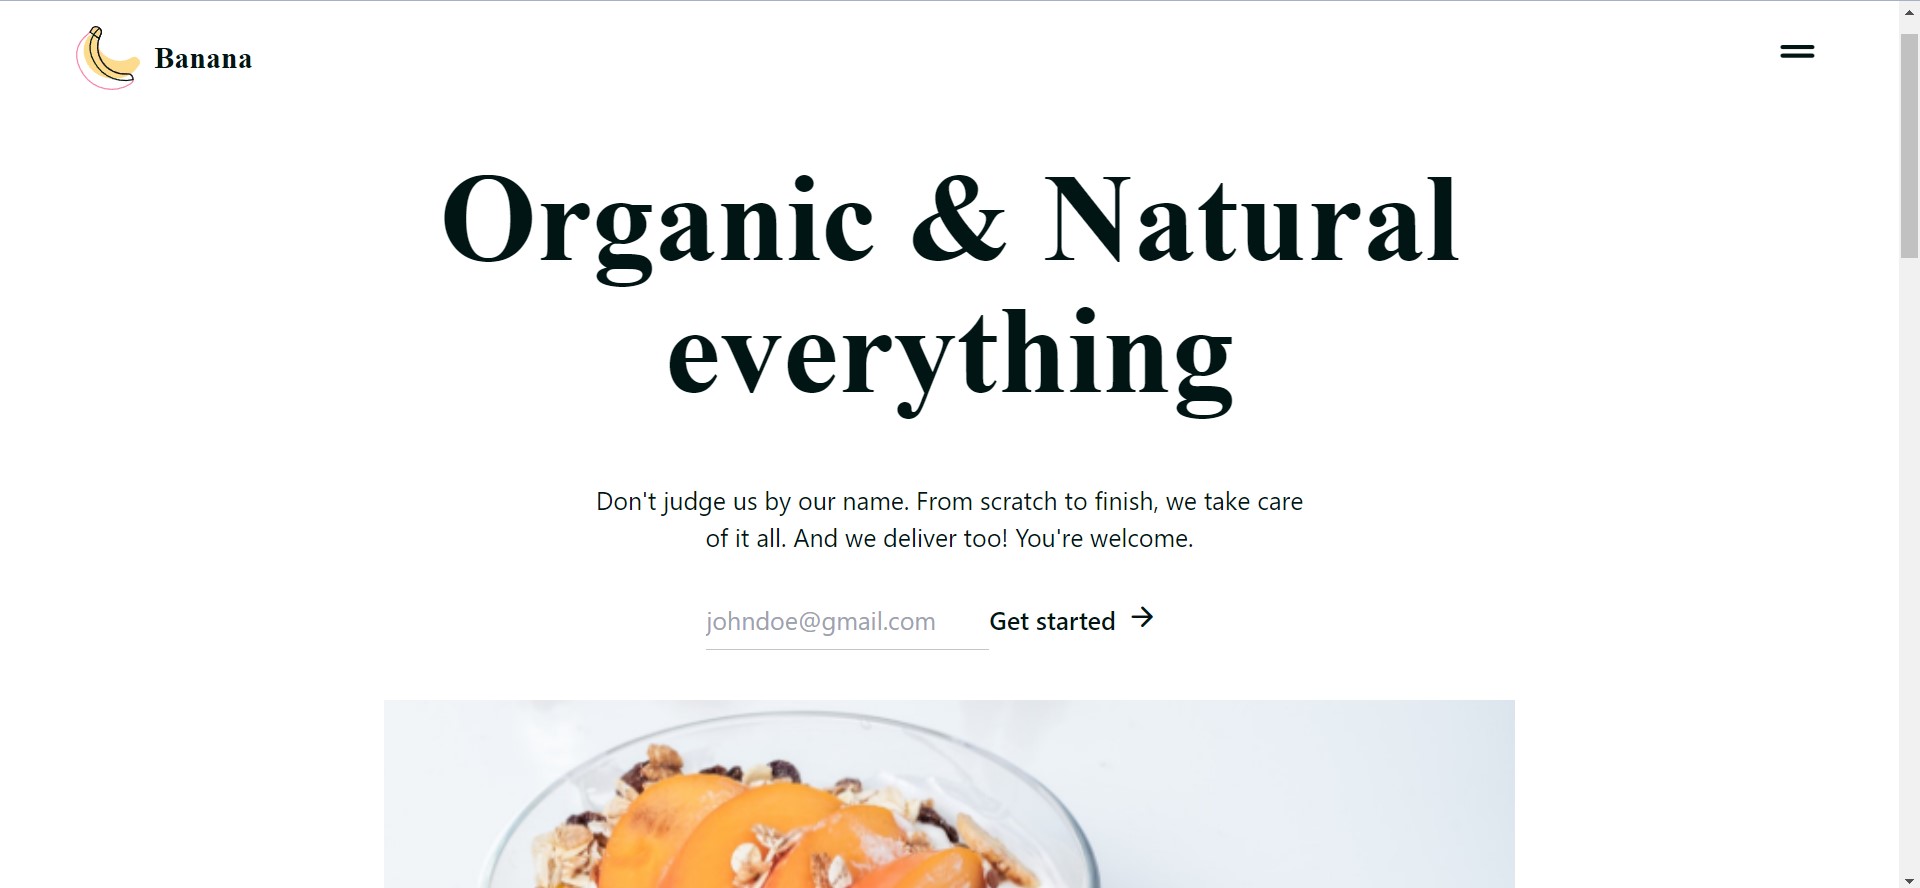 Banana
Organic & Natural
everything
Don't judge us by our name. From scratch to finish, we take care
of it all. And we deliver too! You're welcome.
johndoe@gmail.com Get started